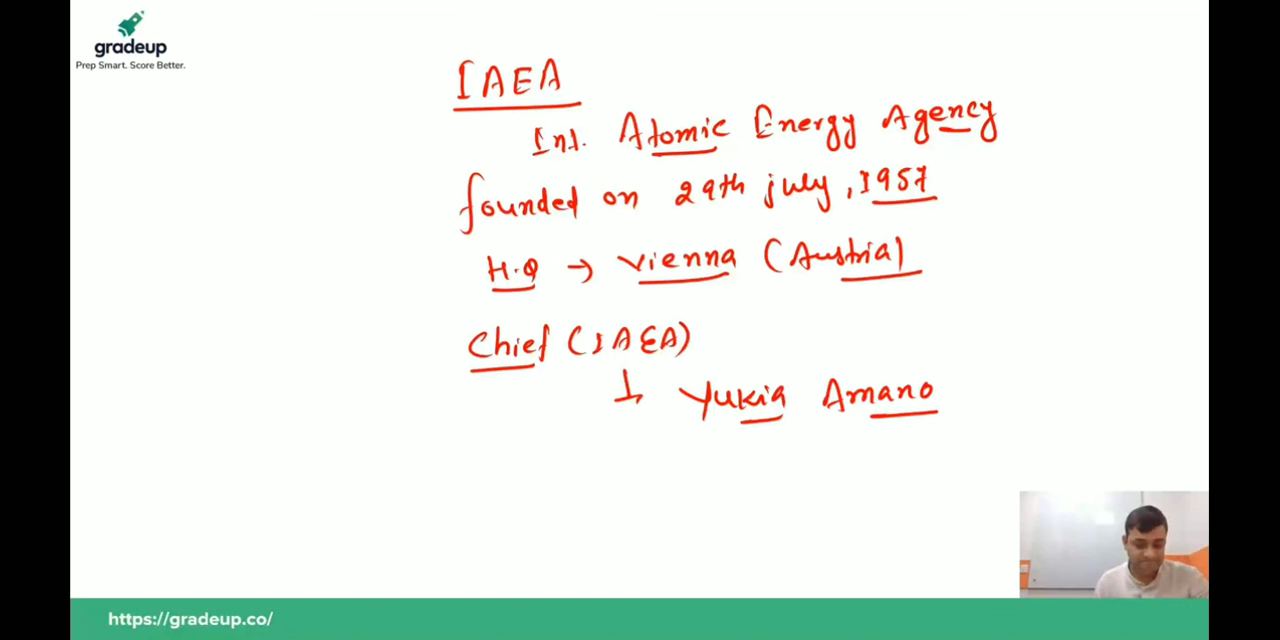 gradeup
Prep Smart. Score Better.
IAEA
Int. Atomic Energy Agency
founded on 29th july, 1957
H.Q → Vienna (Austria)
Chief (IAEA)
↳ Yukia Amano
https://gradeup.co/